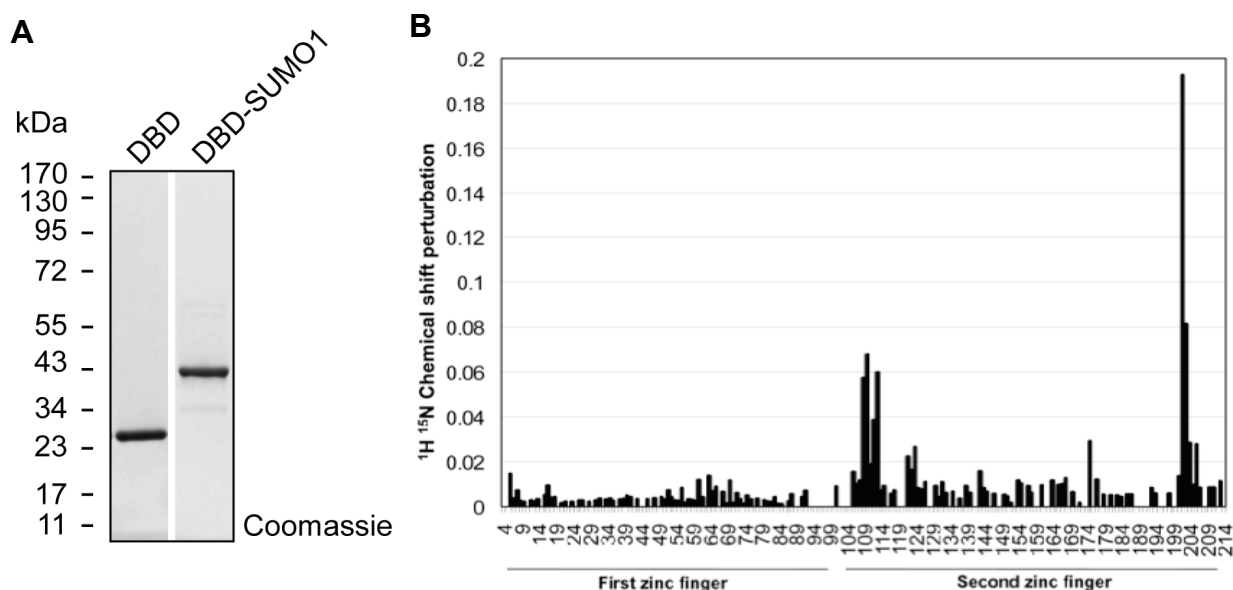 A
kDa
DBD
DBD-SUMO1
170
130
95
72
55
43
34
23
17
11
Coomassie
B
¹H ¹⁵N Chemical shift perturbation
0.2
0.18
0.16
0.14
0.12
0.1
0.08
0.06
0.04
0.02
0
4 9 14 19 24 29 34 39 44 49 54 59 64 69 74 79 84 89 94 99 104 109 114 119 124 129 134 139 144 149 154 159 164 169 174 179 184 189 194 199 204 209 214
First zinc finger
Second zinc finger